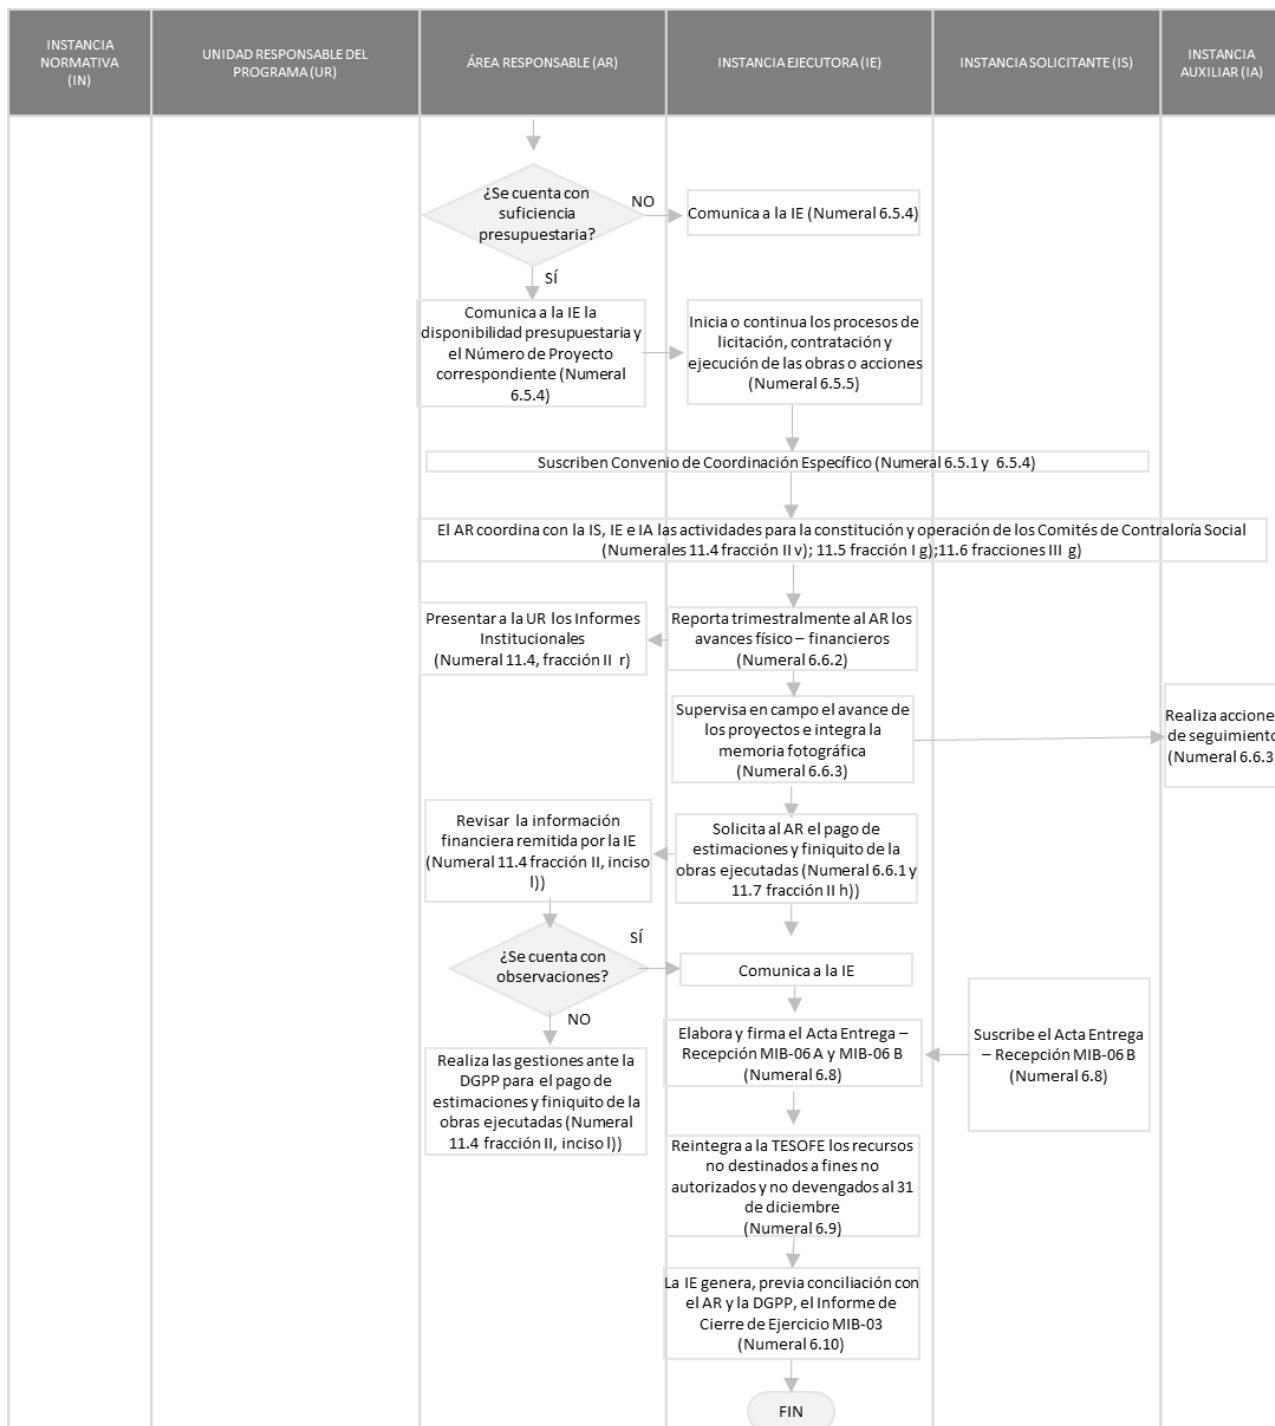 INSTANCIA
NORMATIVA
(IN)
UNIDAD RESPONSABLE DEL
PROGRAMA (UR)
ÁREA RESPONSABLE (AR)
INSTANCIA EJECUTORA (IE)
INSTANCIA SOLICITANTE (IS)
INSTANCIA
AUXILIAR (IA)
¿Se cuenta con
suficiencia
presupuestaria?
NO
Comunica a la IE (Numeral 6.5.4)
SÍ
Comunica a la IE la
disponibilidad presupuestaria y
el Número de Proyecto
correspondiente (Numeral
6.5.4)
Inicia o continua los procesos de
licitación, contratación y
ejecución de las obras o acciones
(Numeral 6.5.5)
Suscriben Convenio de Coordinación Específico (Numeral 6.5.1 y 6.5.4)
El AR coordina con la IS, IE e IA las actividades para la constitución y operación de los Comités de Contraloría Social
(Numerales 11.4 fracción II v); 11.5 fracción I g);11.6 fracciones III g)
Presentar a la UR los Informes
Institucionales
(Numeral 11.4, fracción II r)
Reporta trimestralmente al AR los
avances físico – financieros
(Numeral 6.6.2)
Supervisa en campo el avance de
los proyectos e integra la
memoria fotográfica
(Numeral 6.6.3)
Realiza accione
de seguimiento
(Numeral 6.6.3)
Revisar la información
financiera remitida por la IE
(Numeral 11.4 fracción II, inciso
l))
Solicita al AR el pago de
estimaciones y finiquito de la
obras ejecutadas (Numeral 6.6.1 y
11.7 fracción II h))
¿Se cuenta con
observaciones?
SÍ
Comunica a la IE
NO
Elabora y firma el Acta Entrega –
Recepción MIB-06 A y MIB-06 B
(Numeral 6.8)
Suscribe el Acta Entrega
– Recepción MIB-06 B
(Numeral 6.8)
Realiza las gestiones ante la
DGPP para el pago de
estimaciones y finiquito de la
obras ejecutadas (Numeral
11.4 fracción II, inciso l))
Reintegra a la TESOFE los recursos
no destinados a fines no
autorizados y no devengados al 31
de diciembre
(Numeral 6.9)
La IE genera, previa conciliación con
el AR y la DGPP, el Informe de
Cierre de Ejercicio MIB-03
(Numeral 6.10)
FIN